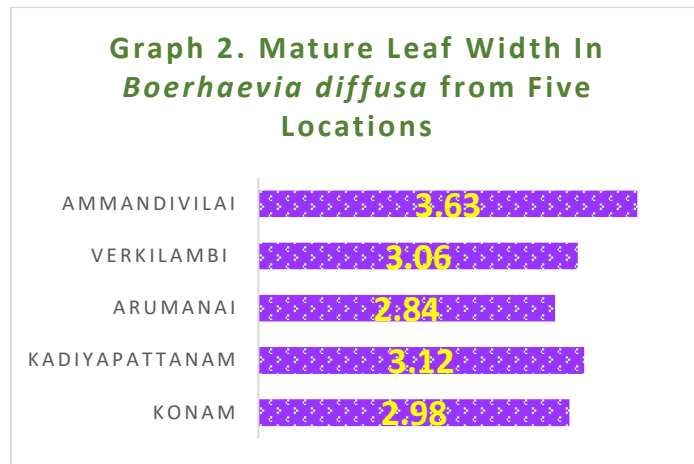 Graph 2. Mature Leaf Width In
Boerhaevia diffusa from Five
Locations
AMMANDIVILAI 3.63
VERKILAMBI 3.06
ARUMANAI 2.84
KADIYAPATTANAM 3.12
KONAM 2.98